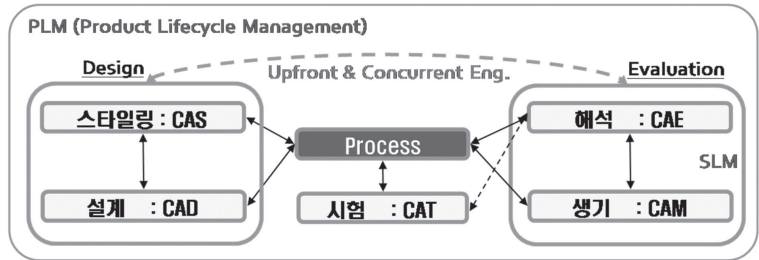 PLM (Product Lifecycle Management)
Design
Upfront & Concurrent Eng.
Evaluation
스타일링 : CAS
해석 : CAE
Process
SLM
설계 : CAD
시험 : CAT
생기 : CAM